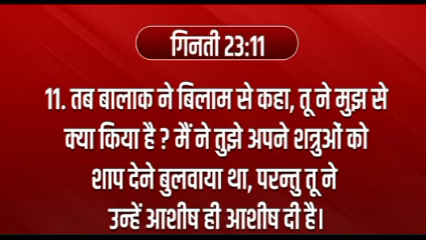 गिनती 23:11
11. तब बालाक ने बिलाम से कहा, तू ने मुझ से
क्या किया है ? मैं ने तुझे अपने शत्रुओं को
शाप देने बुलवाया था, परन्तु तू ने
उन्हें आशीष ही आशीष दी है।